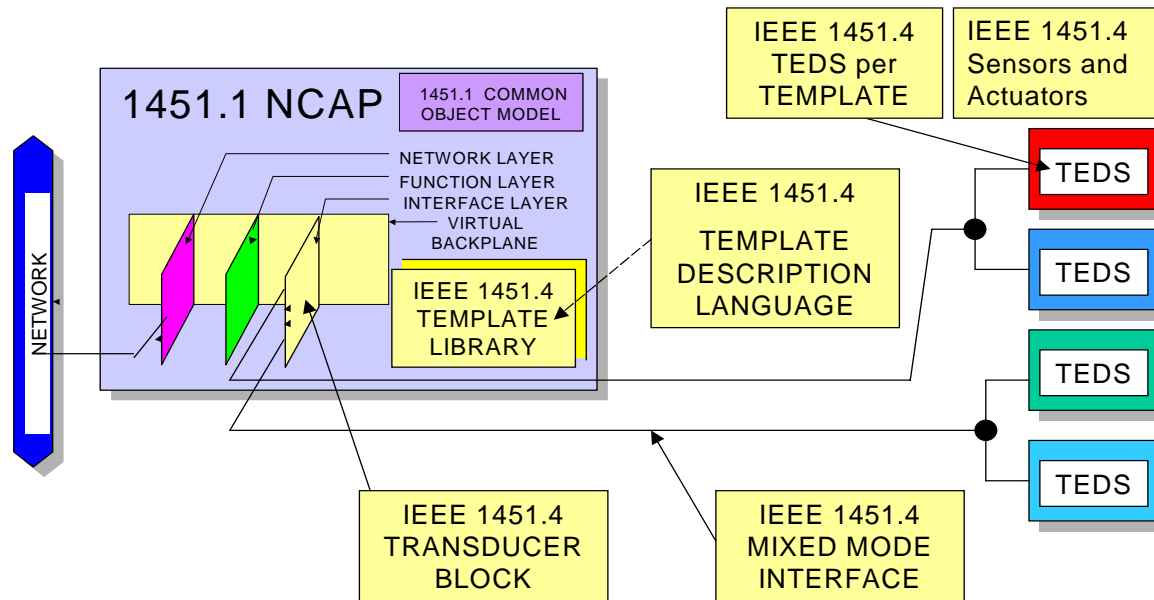 IEEE 1451.4
TEDS per
TEMPLATE
IEEE 1451.4
Sensors and
Actuators
1451.1 NCAP
1451.1 COMMON
OBJECT MODEL
NETWORK LAYER
FUNCTION LAYER
INTERFACE LAYER
VIRTUAL
BACKPLANE
NETWORK
IEEE 1451.4
TEMPLATE
LIBRARY
IEEE 1451.4
TEMPLATE
DESCRIPTION
LANGUAGE
TEDS
TEDS
TEDS
TEDS
IEEE 1451.4
TRANSDUCER
BLOCK
IEEE 1451.4
MIXED MODE
INTERFACE